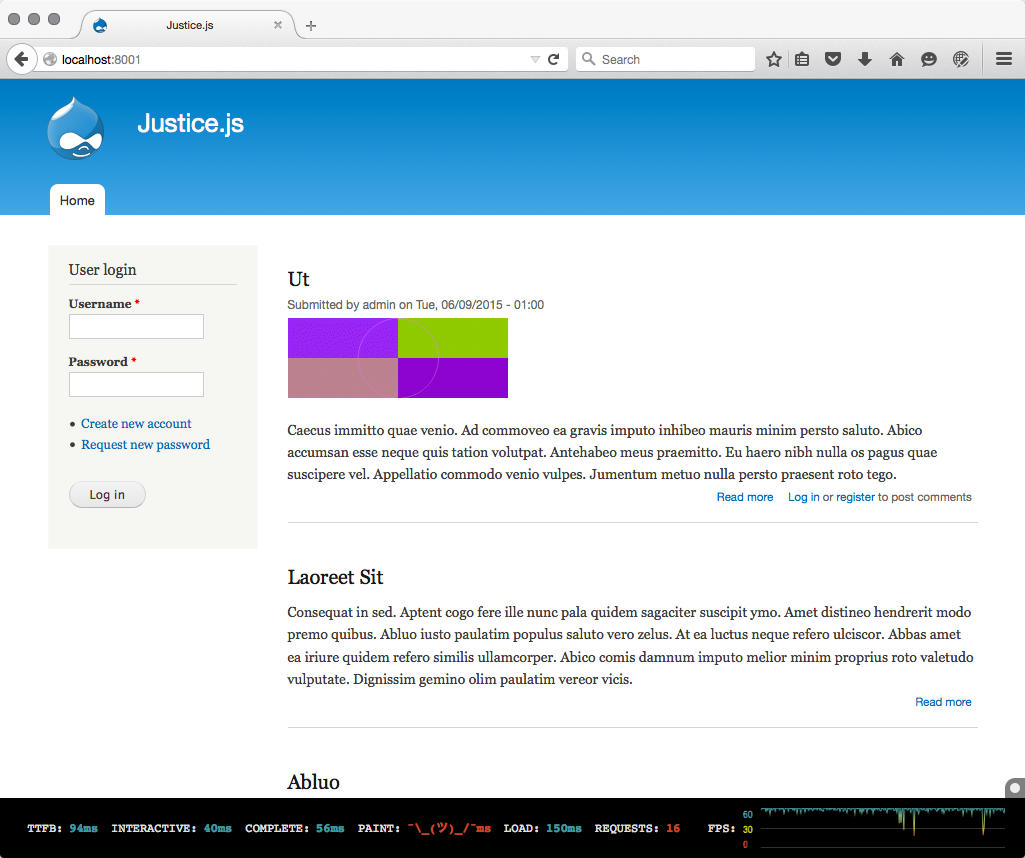 Justice.js
localhost:8001
Search
Justice.js
Home
User login
Username *
Password *
Create new account
Request new password
Log in
Ut
Submitted by admin on Tue, 06/09/2015 - 01:00
Caecus immitto quae venio. Ad commoveo ea gravis imputo inhibeo mauris minim persto saluto. Abico
accumsan esse neque quis tation volutpat. Antehabeo meus praemitto. Eu haero nibh nulla os pagus quae
suscipere vel. Appellatio commodo venio vulpes. Jumentum metuo nulla persto praesent roto tego.
Read more Log in or register to post comments
Laoreet Sit
Consequat in sed. Aptent cogo fere ille nunc pala quidem sagaciter suscipit ymo. Amet distineo hendrerit modo
premo quibus. Abluo iusto paulatim populus saluto vero zelus. At ea luctus neque refero ulciscor. Abbas amet
ea iriure quidem refero similis ullamcorper. Abico comis damnum imputo melior minim proprius roto valetudo
vulputate. Dignissim gemino olim paulatim vereor vicis.
Read more
Abluo
TTFB: 94ms INTERACTIVE: 40ms COMPLETE: 56ms PAINT: ¯\_(ツ)_/¯ms LOAD: 150ms REQUESTS: 16 FPS:
60
30
0